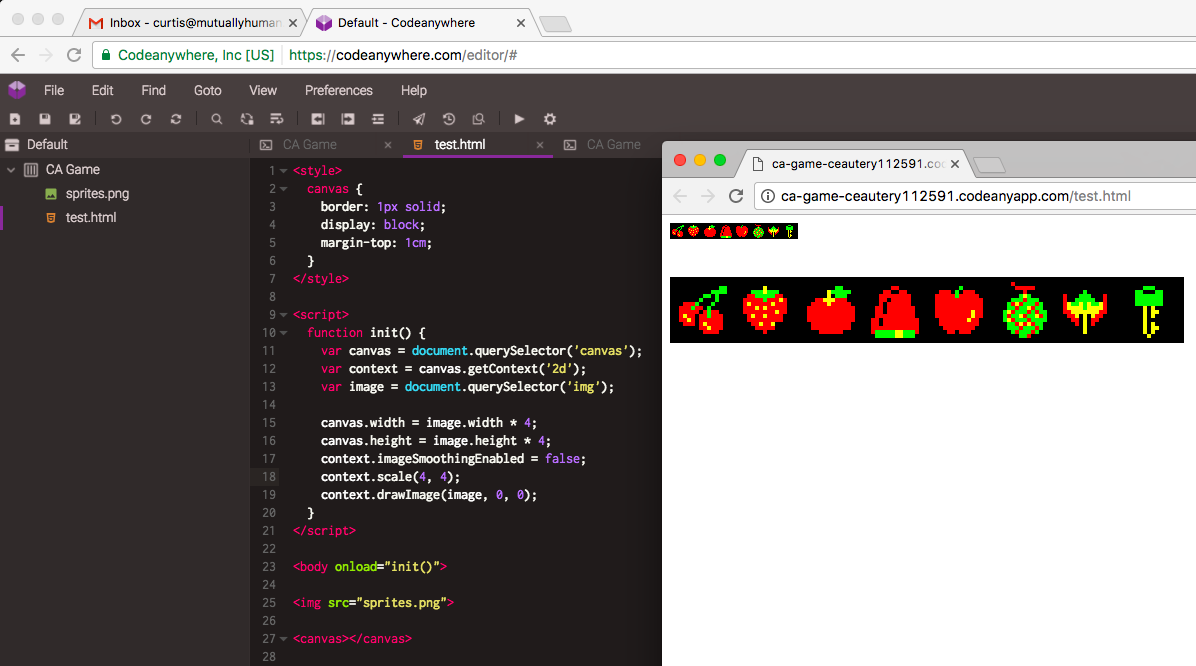 Inbox - curtis@mutuallyhuman
Default - Codeanywhere
Codeanywhere, Inc [US] https://codeanywhere.com/editor/#
File Edit Find Goto View Preferences Help
Default
CA Game
test.html
CA Game
CA Game
sprites.png
test.html
1 <style>
2 canvas {
3 border: 1px solid;
4 display: block;
5 margin-top: 1cm;
6 }
7 </style>
8
9 <script>
10 function init() {
11 var canvas = document.querySelector('canvas');
12 var context = canvas.getContext('2d');
13 var image = document.querySelector('img');
14
15 canvas.width = image.width * 4;
16 canvas.height = image.height * 4;
17 context.imageSmoothingEnabled = false;
18 context.scale(4, 4);
19 context.drawImage(image, 0, 0);
20 }
21 </script>
22
23 <body onload="init()">
24
25 <img src="sprites.png">
26
27 <canvas></canvas>
28
ca-game-ceautery112591.co
ca-game-ceautery112591.codeanyapp.com/test.html